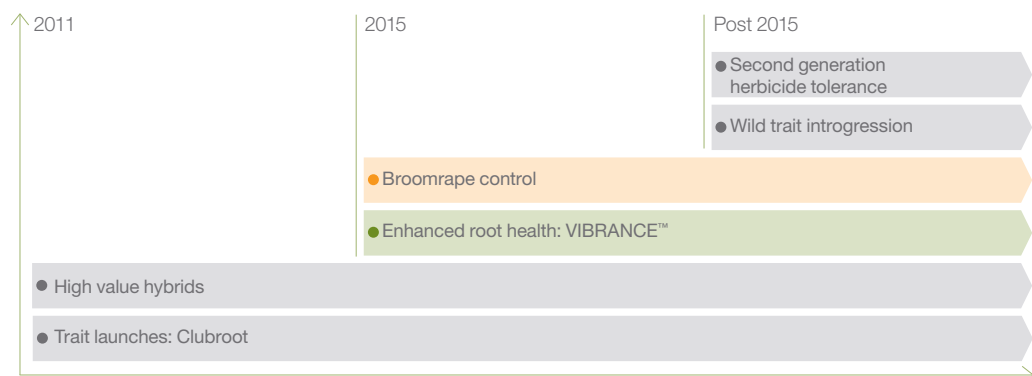 2011
2015
Post 2015
Second generation
herbicide tolerance
Wild trait introgression
Broomrape control
Enhanced root health: VIBRANCE™
High value hybrids
Trait launches: Clubroot